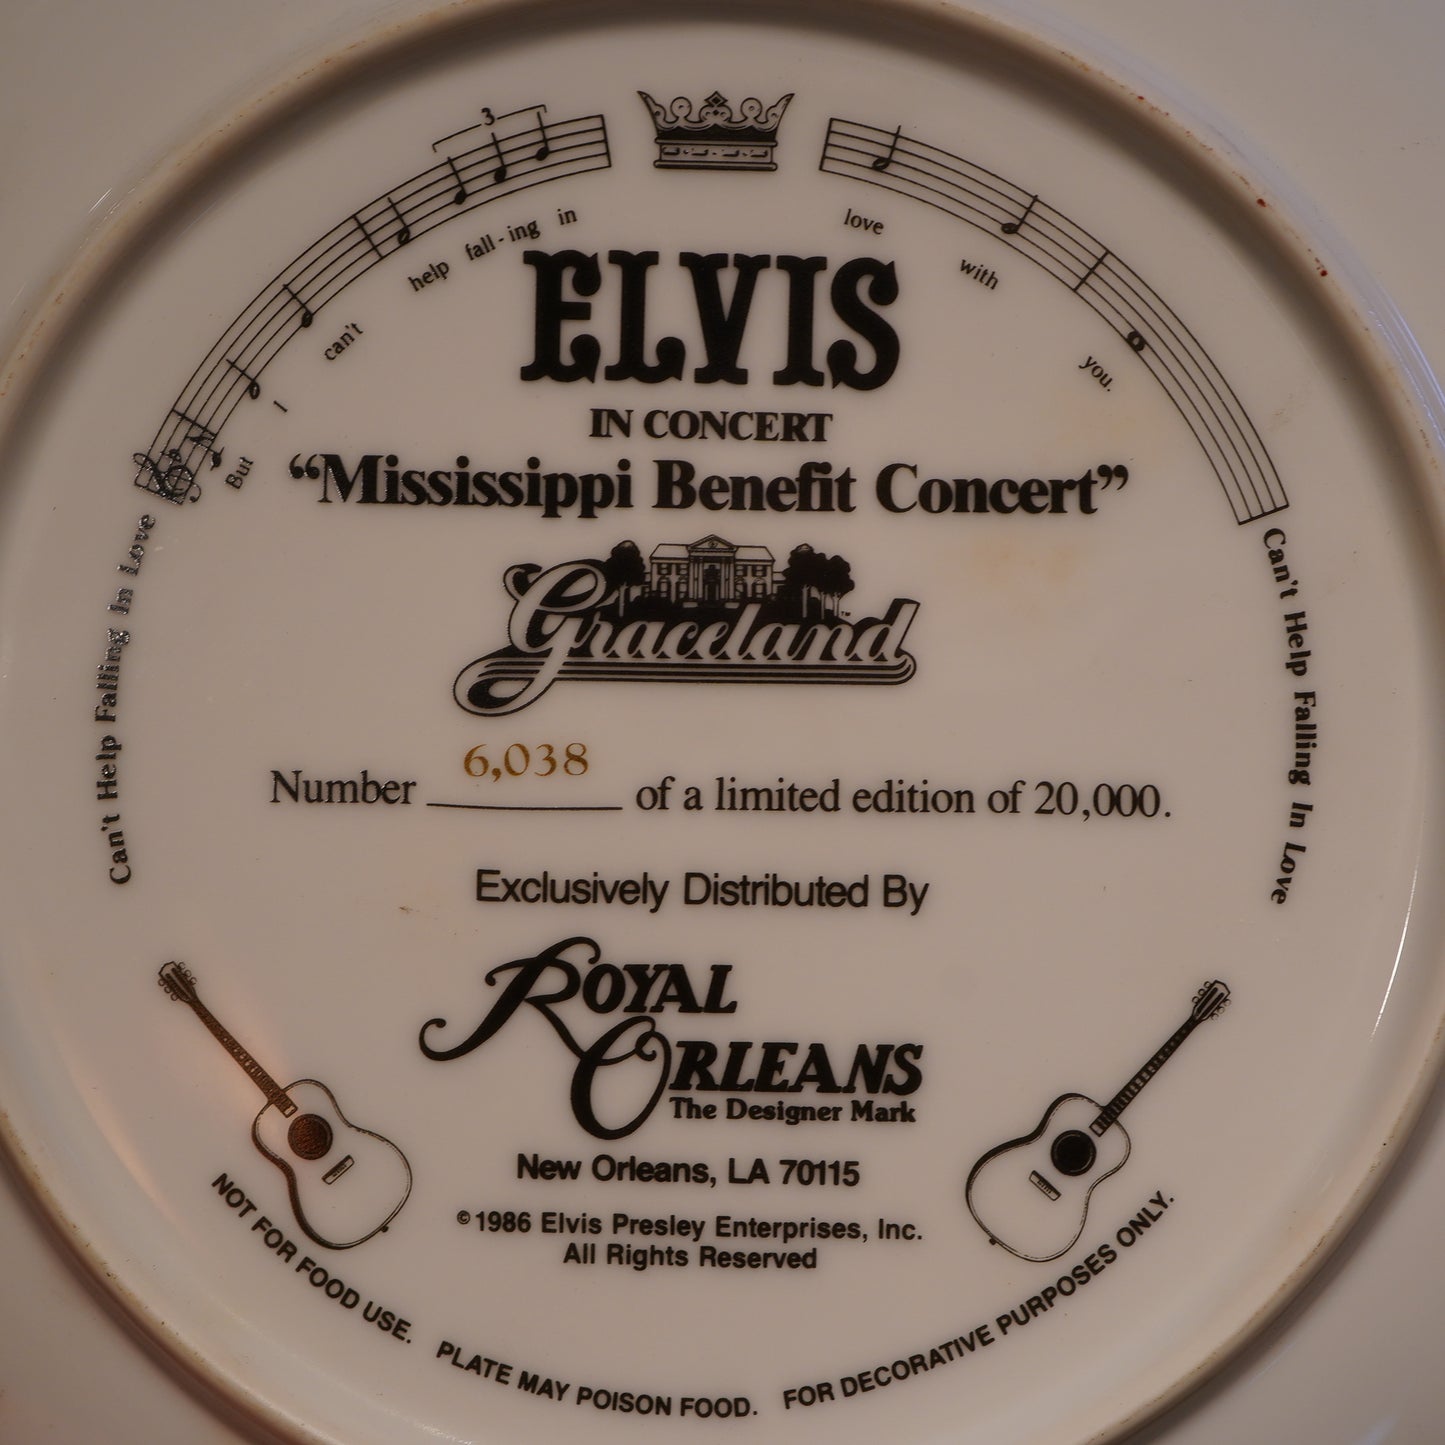 3
But I can't help fall-ing in love with you.
ELVIS
IN CONCERT
“Mississippi Benefit Concert”
Graceland™
Can't Help Falling In Love
Can't Help Falling In Love
Number 6,038 of a limited edition of 20,000.
Exclusively Distributed By
ROYAL
ORLEANS
The Designer Mark
New Orleans, LA 70115
©1986 Elvis Presley Enterprises, Inc.
All Rights Reserved
NOT FOR FOOD USE. PLATE MAY POISON FOOD. FOR DECORATIVE PURPOSES ONLY.